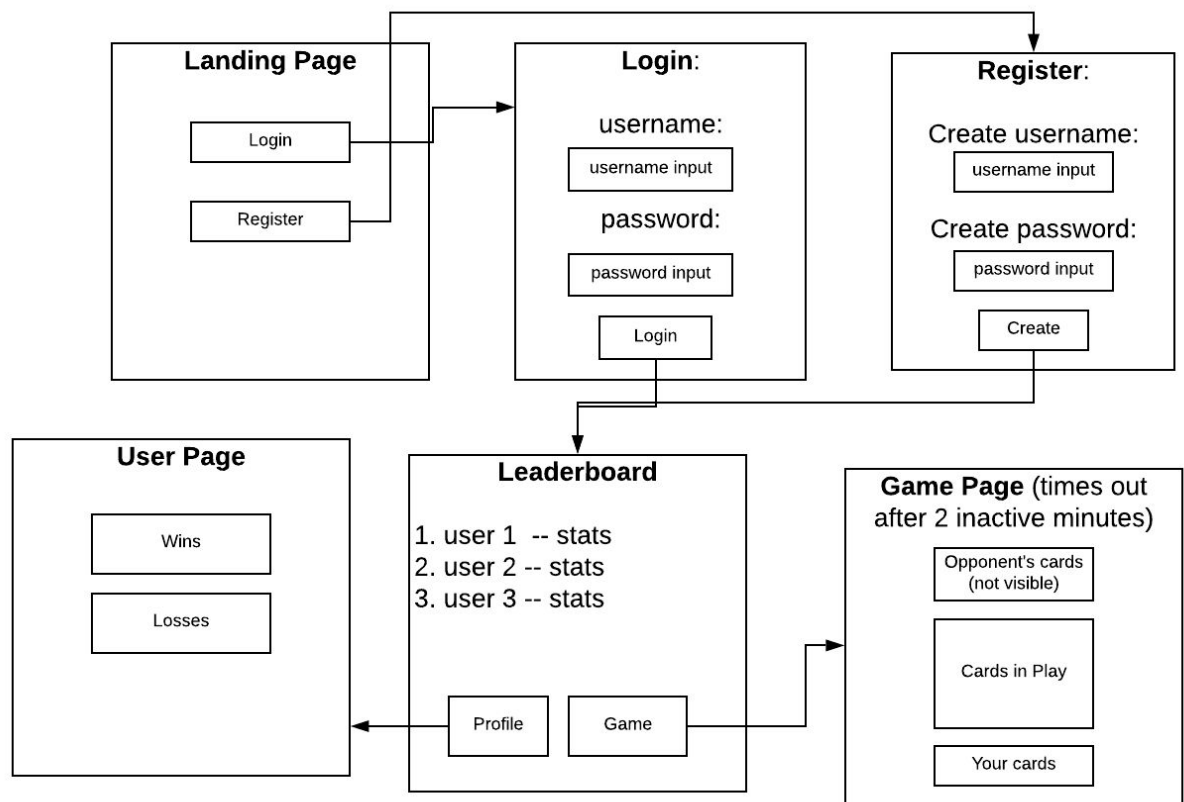 Landing Page
Login
Register
Login:
username:
username input
password:
password input
Login
Register:
Create username:
username input
Create password:
password input
Create
User Page
Wins
Losses
Leaderboard
1. user 1 -- stats
2. user 2 -- stats
3. user 3 -- stats
Profile
Game
Game Page (times out
after 2 inactive minutes)
Opponent's cards
(not visible)
Cards in Play
Your cards